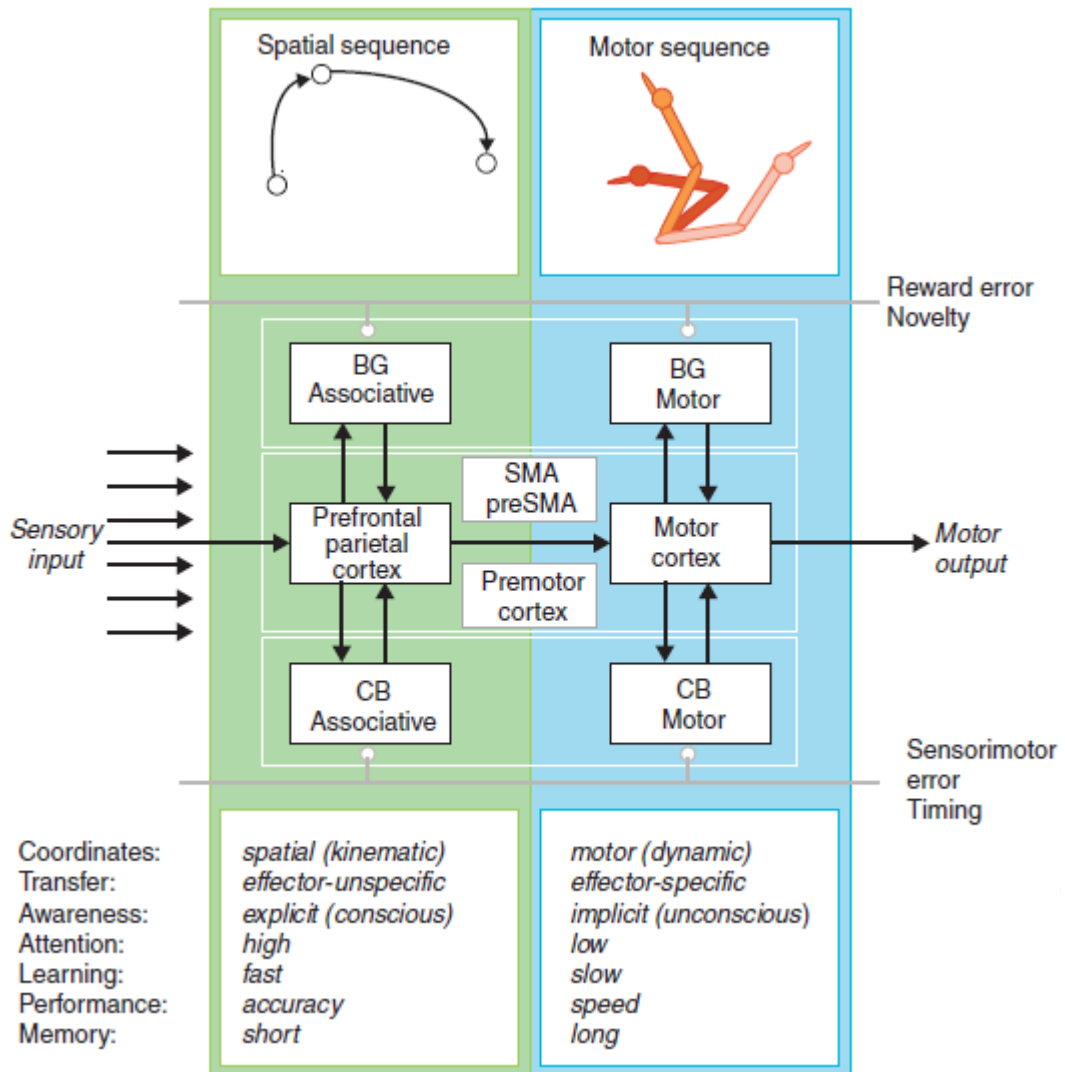 Spatial sequence
Motor sequence
Reward error
Novelty
BG
Associative
BG
Motor
SMA
preSMA
Sensory
input
Prefrontal
parietal
cortex
Motor
cortex
Motor
output
Premotor
cortex
CB
Associative
CB
Motor
Sensorimotor
error
Timing
Coordinates: spatial (kinematic) motor (dynamic)
Transfer: effector-unspecific effector-specific
Awareness: explicit (conscious) implicit (unconscious)
Attention: high low
Learning: fast slow
Performance: accuracy speed
Memory: short long